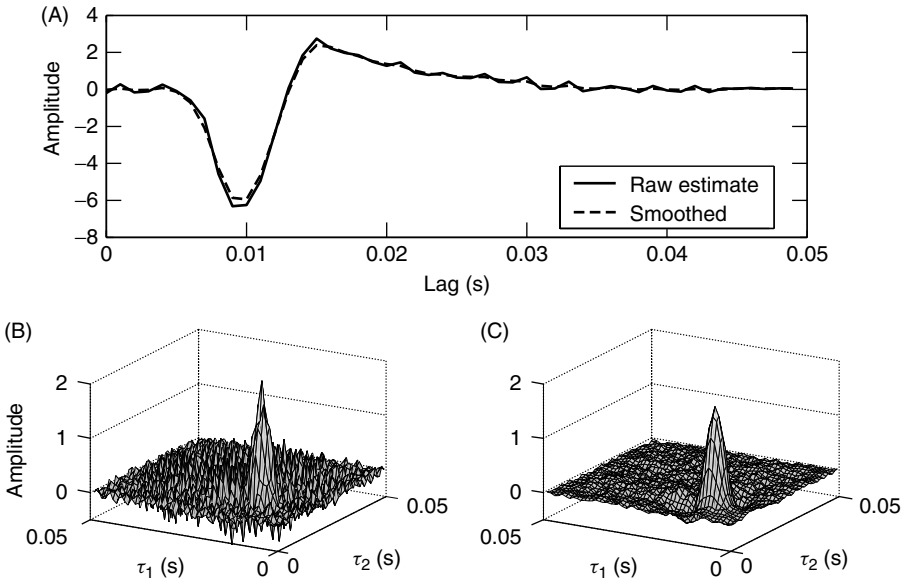 (A)
4
2
0
−2
−4
−6
−8
Amplitude
0
0.01
0.02
0.03
0.04
0.05
Lag (s)
Raw estimate
Smoothed
(B)
2
1
0
Amplitude
0.05
τ1 (s)
0
0
τ2 (s)
0.05
(C)
2
1
0
0.05
τ1 (s)
0
0
τ2 (s)
0.05